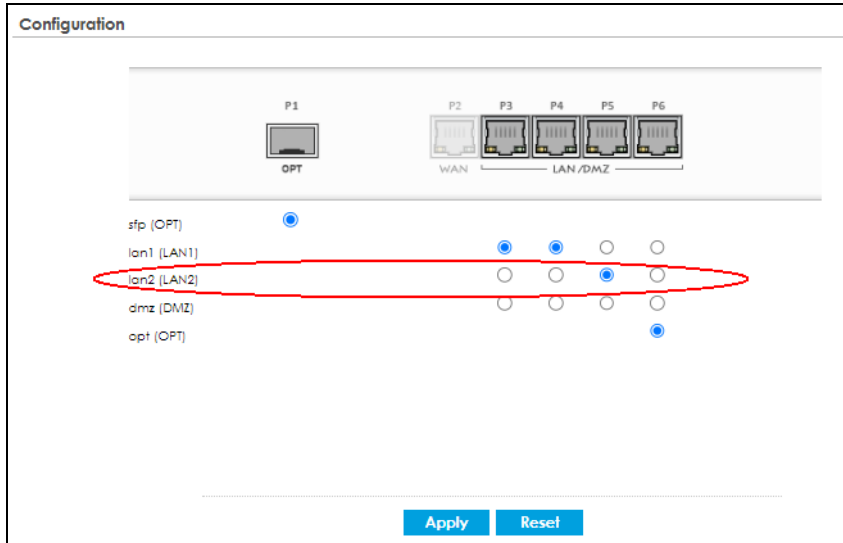 Configuration
P1 P2 P3 P4 P5 P6
OPT WAN LAN/DMZ
sfp (OPT)
lan1 (LAN1)
lan2 (LAN2)
dmz (DMZ)
opt (OPT)
Apply Reset